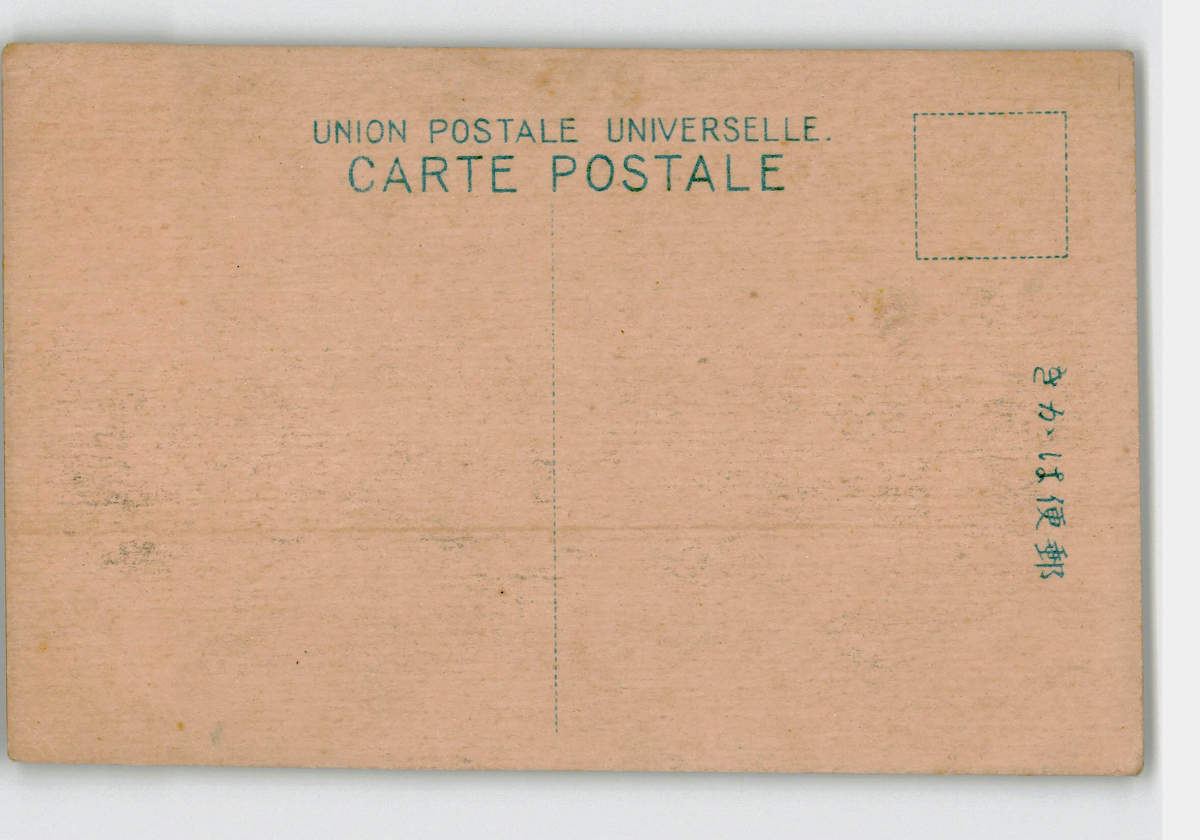 UNION POSTALE UNIVERSELLE.
CARTE POSTALE
郵便はかき